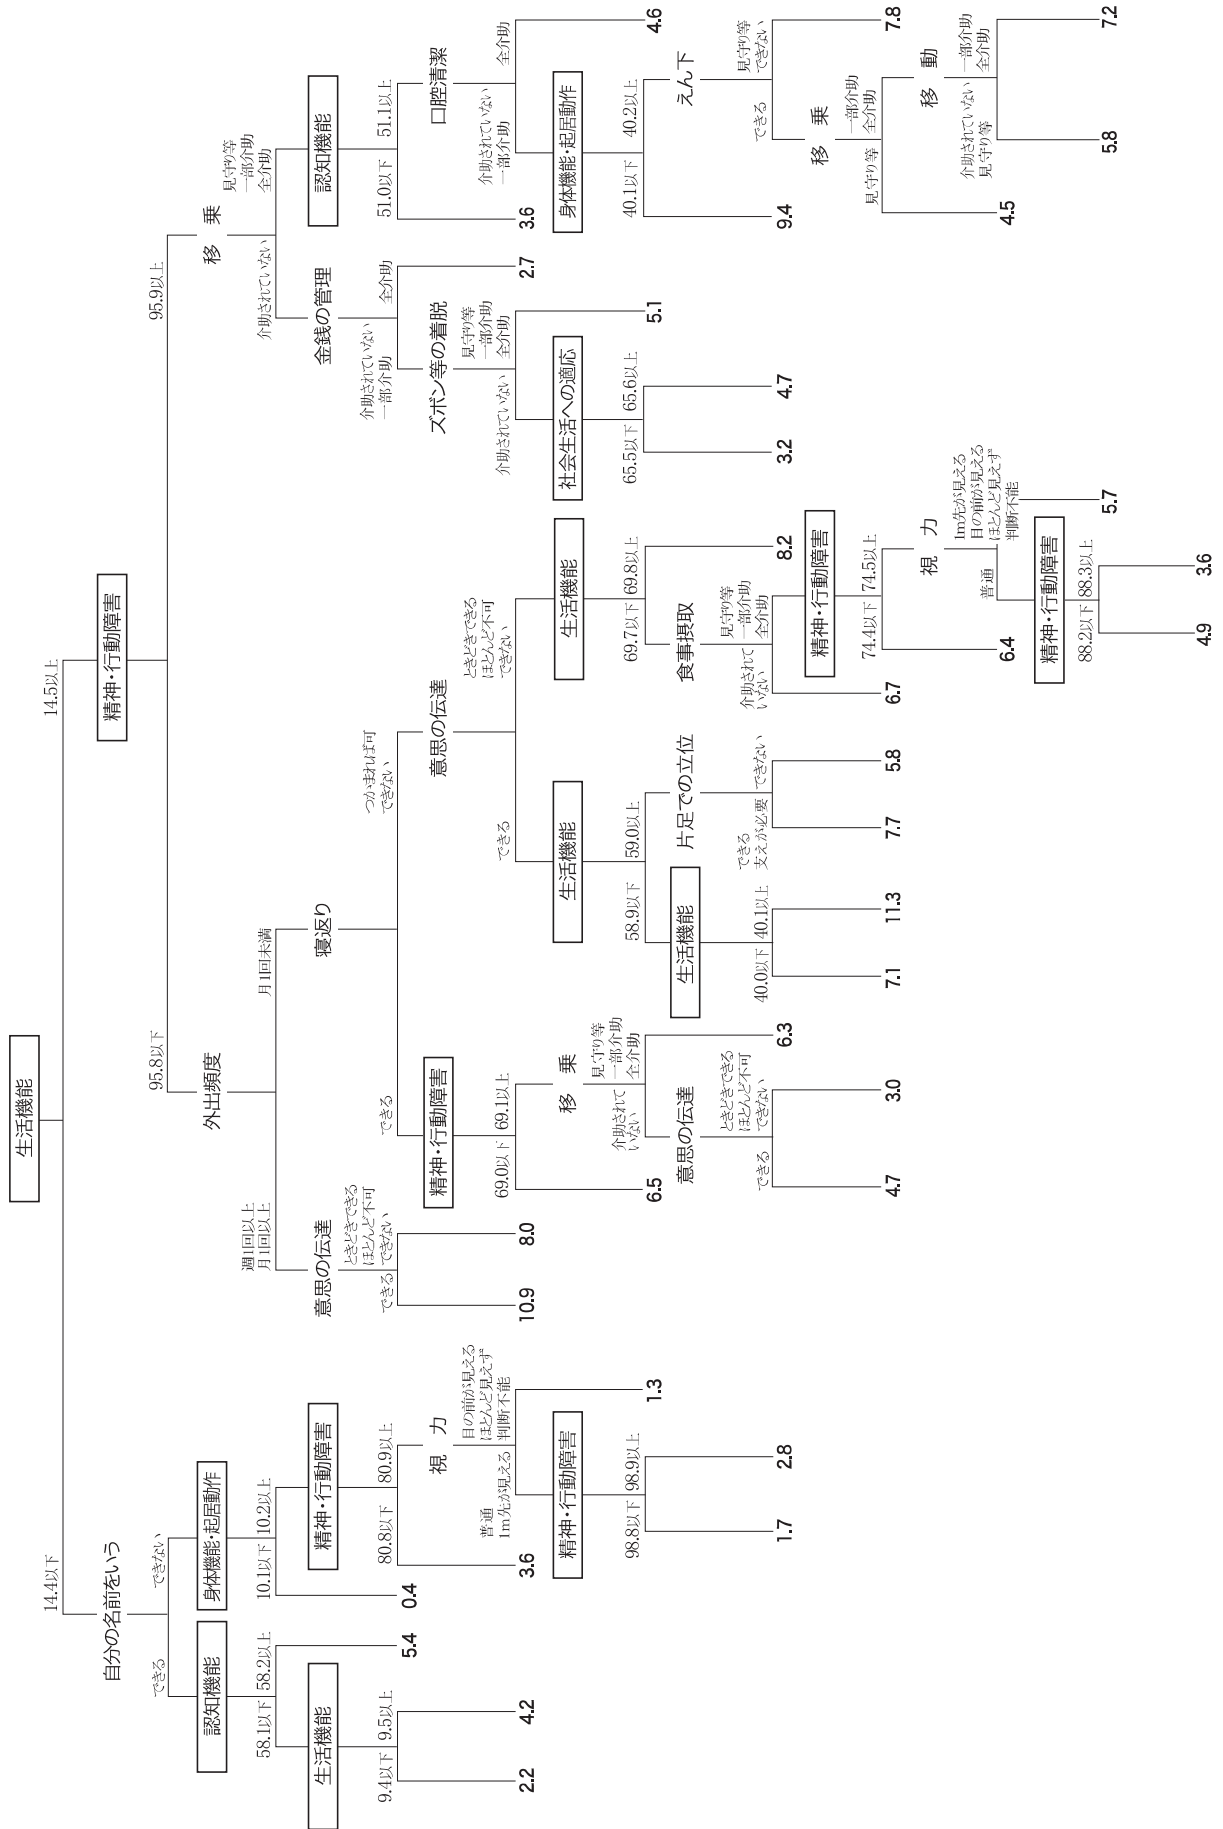 生活機能
14.4以下
14.5以上
自分の名前をいう
精神・行動障害
できる
できない
95.8以下
95.9以上
認知機能
身体機能・起居動作
外出頻度
移乗
58.1以下
58.2以上
10.1以下
10.2以上
週1回以上
月1回以上
月1回未満
介助されていない
見守り等
一部介助
全介助
生活機能
5.4
0.4
精神・行動障害
意思の伝達
寝返り
金銭の管理
認知機能
9.4以下
9.5以上
80.8以下
80.9以上
できる
ときどきできる
ほとんど不可
できない
できる
つかまれば可
できない
介助されていない
一部介助
全介助
51.0以下
51.1以上
2.2
4.2
3.6
視力
10.9
8.0
精神・行動障害
意思の伝達
ズボン等の着脱
2.7
3.6
口腔清潔
普通
1m先が見える
目の前が見える
ほとんど見えず
判断不能
69.0以下
69.1以上
できる
ときどきできる
ほとんど不可
できない
介助されていない
見守り等
一部介助
全介助
介助されていない
一部介助
全介助
精神・行動障害
1.3
6.5
移乗
生活機能
生活機能
社会生活への適応
5.1
身体機能・起居動作
4.6
98.8以下
98.9以上
介助されて
いない
見守り等
一部介助
全介助
58.9以下
59.0以上
69.7以下
69.8以上
65.5以下
65.6以上
40.1以下
40.2以上
1.7
2.8
意思の伝達
6.3
生活機能
片足での立位
食事摂取
8.2
3.2
4.7
9.4
えん下
できる
ときどきできる
ほとんど不可
できない
40.0以下
40.1以上
できる
支えが必要
できない
介助されて
いない
見守り等
一部介助
全介助
できる
見守り等
できない
4.7
3.0
7.1
11.3
7.7
5.8
6.7
精神・行動障害
移乗
7.8
74.4以下
74.5以上
見守り等
一部介助
全介助
6.4
視力
4.5
移動
普通
1m先が見える
目の前が見える
ほとんど見えず
判断不能
介助されていない
見守り等
一部介助
全介助
精神・行動障害
5.7
5.8
7.2
88.2以下
88.3以上
4.9
3.6